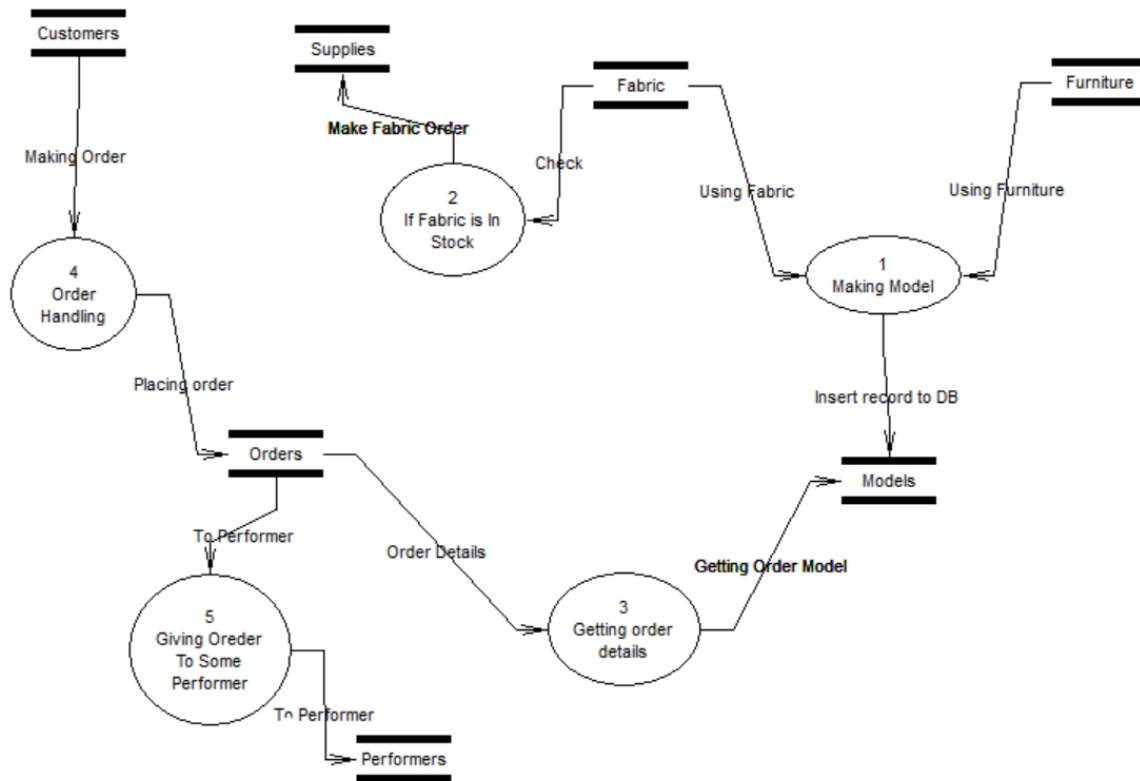 Customers
Supplies
Fabric
Furniture
Make Fabric Order
Making Order
Check
Using Fabric
Using Furniture
2
If Fabric is In
Stock
1
Making Model
4
Order
Handling
Placing order
Insert record to DB
Orders
Models
To Performer
Order Details
Getting Order Model
3
Getting order
details
5
Giving Oreder
To Some
Performer
To Performer
Performers